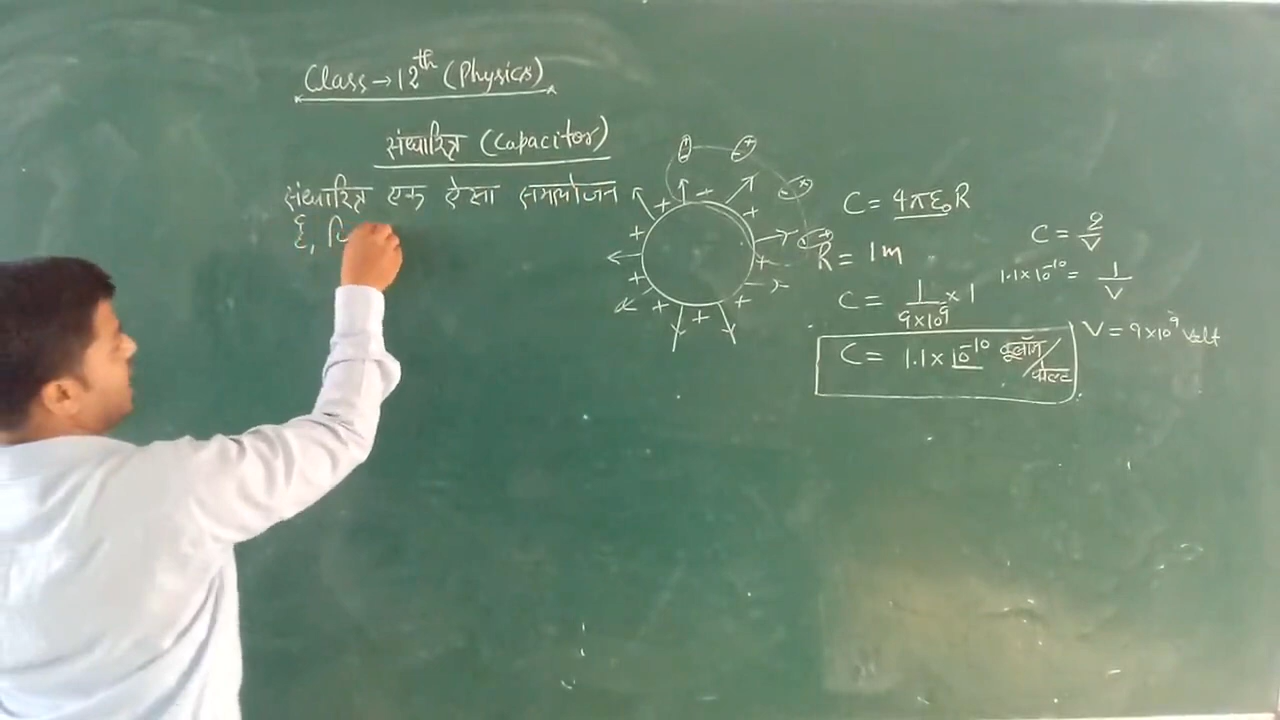 Class → 12th (Physics)
संधारित्र (Capacitor)
संधारित्र एक ऐसा समायोजन
है,
C = 4πε₀R
R = 1m
C = 1/9×10⁹ × 1
C = 1.1 × 10⁻¹⁰ कूलॉम/वोल्ट
C = Q/V
1.1×10⁻¹⁰ = 1/V
V = 9×10⁹ Volt